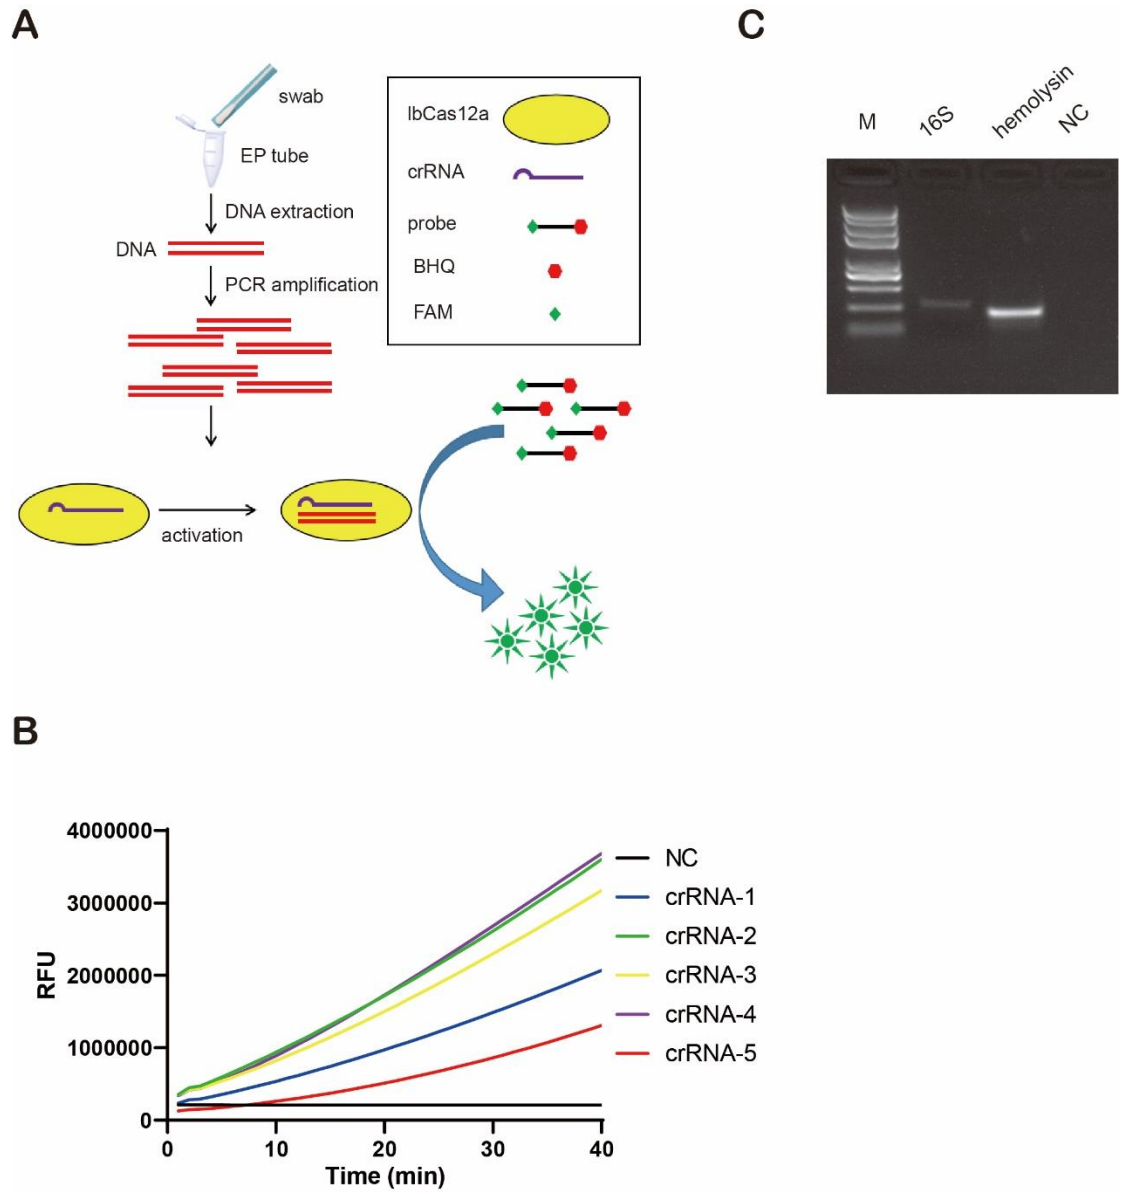 A
swab
EP tube
DNA extraction
DNA
PCR amplification
activation
lbCas12a
crRNA
probe
BHQ
FAM
C
M
16S
hemolysin
NC
B
4000000
3000000
2000000
1000000
0
RFU
0
10
20
30
40
Time (min)
NC
crRNA-1
crRNA-2
crRNA-3
crRNA-4
crRNA-5